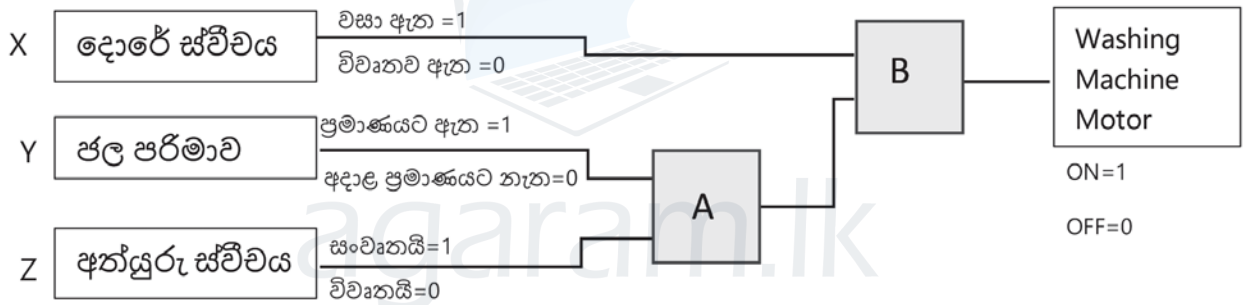 X
දොරේ ස්විචය
වසා ඇත =1
විවෘතව ඇත =0
B
Washing
Machine
Motor
Y
ජල පරිමාව
ප්‍රමාණයට ඇත =1
අදාළ ප්‍රමාණයට නැත=0
A
ON=1
OFF=0
Z
අත්යුරු ස්විචය
සංවෘතයි=1
විවෘතයි=0
agaram.lk